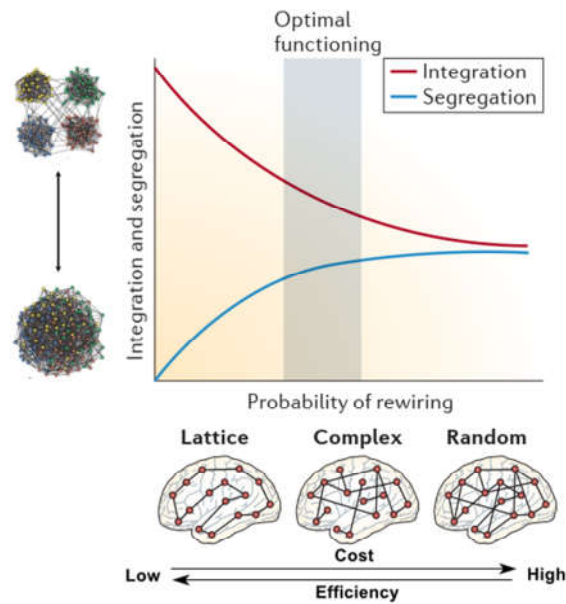 Optimal
functioning
Integration
Segregation
Integration and segregation
Probability of rewiring
Lattice
Complex
Random
Cost
Low
High
Efficiency